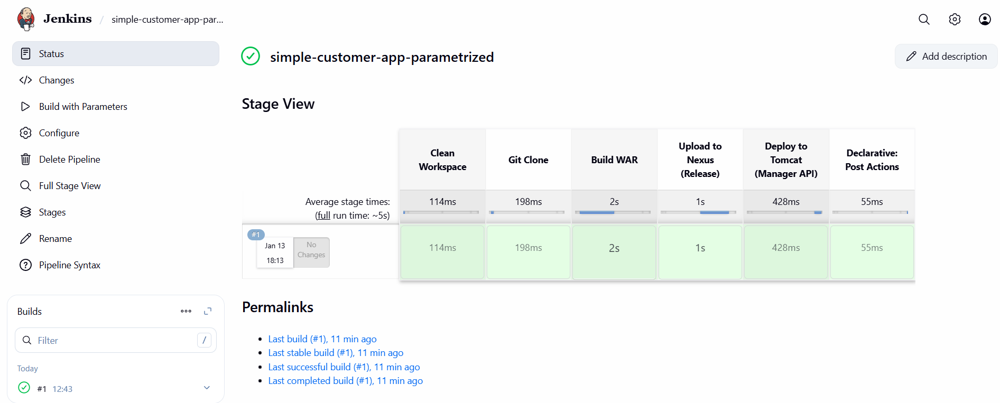 Jenkins / simple-customer-app-par...
Status
Changes
Build with Parameters
Configure
Delete Pipeline
Full Stage View
Stages
Rename
Pipeline Syntax
Builds
Filter /
Today
#1 12:43
simple-customer-app-parametrized
Add description
Stage View
Clean
Workspace
Git Clone
Build WAR
Upload to
Nexus
(Release)
Deploy to
Tomcat
(Manager API)
Declarative:
Post Actions
Average stage times:
(full run time: ~5s)
114ms 198ms 2s 1s 428ms 55ms
#1
Jan 13
18:13
No
Changes
114ms 198ms 2s 1s 428ms 55ms
Permalinks
Last build (#1), 11 min ago
Last stable build (#1), 11 min ago
Last successful build (#1), 11 min ago
Last completed build (#1), 11 min ago